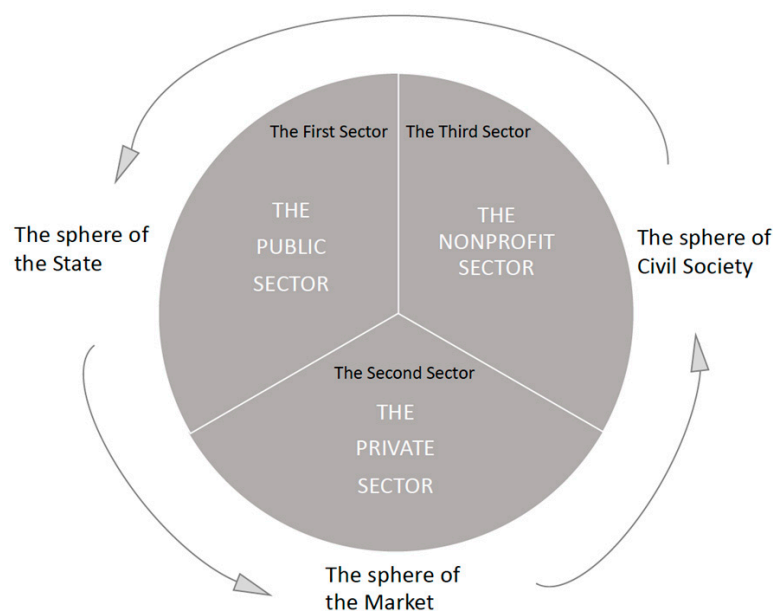 The First Sector
THE
PUBLIC
SECTOR
The Third Sector
THE
NONPROFIT
SECTOR
The sphere of
the State
The sphere of
Civil Society
The Second Sector
THE
PRIVATE
SECTOR
The sphere of
the Market